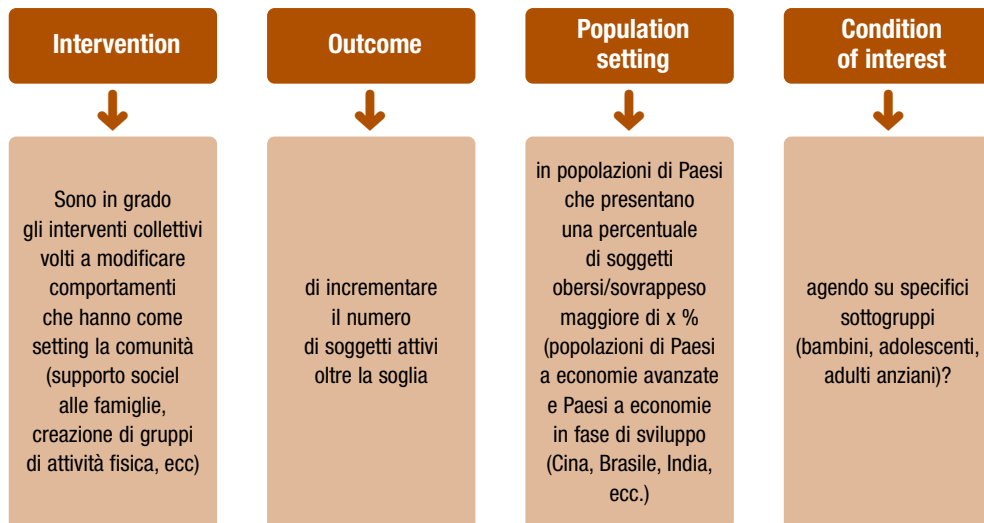 Intervention
Sono in grado
gli interventi collettivi
volti a modificare
comportamenti
che hanno come
setting la comunità
(supporto sociel
alle famiglie,
creazione di gruppi
di attività fisica, ecc)
Outcome
di incrementare
il numero
di soggetti attivi
oltre la soglia
Population
setting
in popolazioni di Paesi
che presentano
una percentuale
di soggetti
obersi/sovrappeso
maggiore di x %
(popolazioni di Paesi
a economie avanzate
e Paesi a economie
in fase di sviluppo
(Cina, Brasile, India,
ecc.)
Condition
of interest
agendo su specifici
sottogruppi
(bambini, adolescenti,
adulti anziani)?